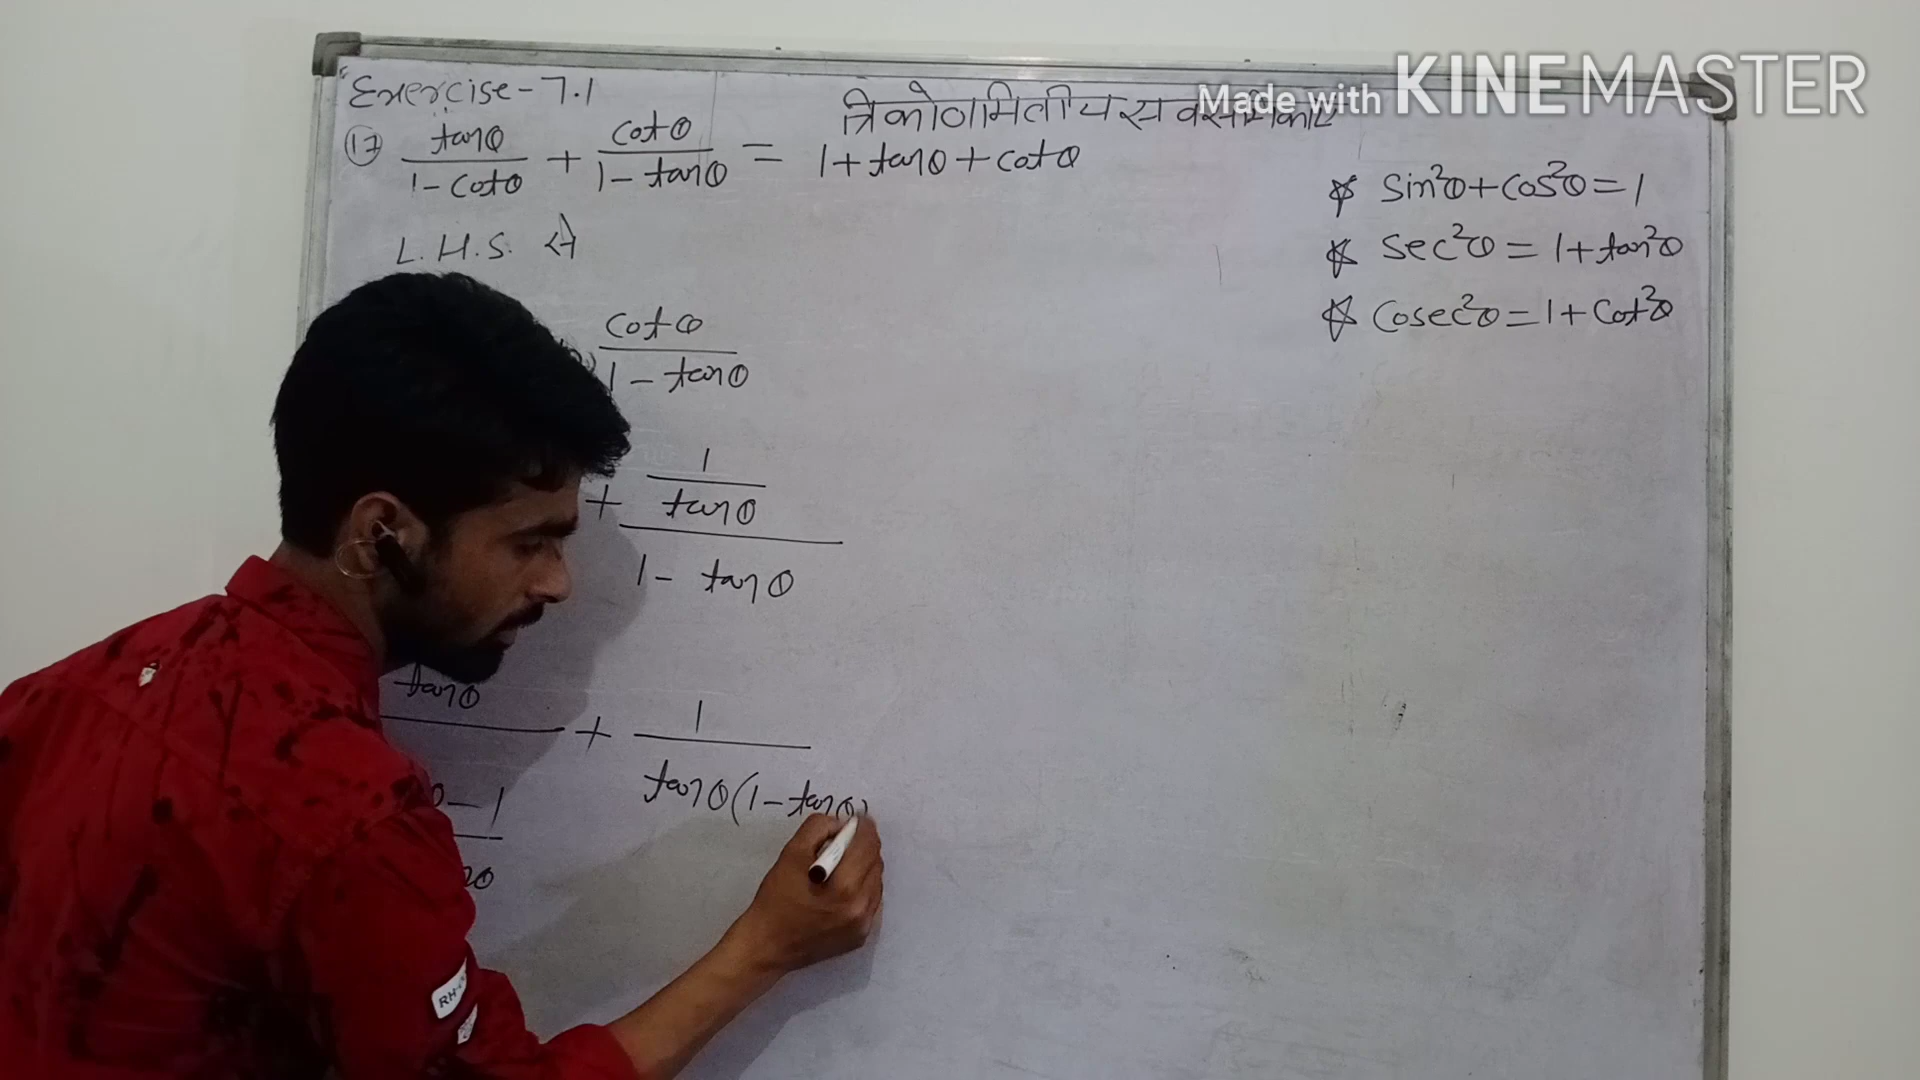 Exercise-7.1
त्रिकोणमितीय
Made with KINEMASTER
(17) tanθ/(1-cotθ) + cotθ/(1-tanθ) = 1+tanθ+cotθ
L.H.S. से
cotθ/(1-tanθ)
+ (1/tanθ)/(1-tanθ)
tanθ + 1/(tanθ(1-tanθ)
-1
☆ Sin²θ+Cos²θ=1
☆ Sec²θ=1+tan²θ
☆ Cosec²θ=1+Cot²θ